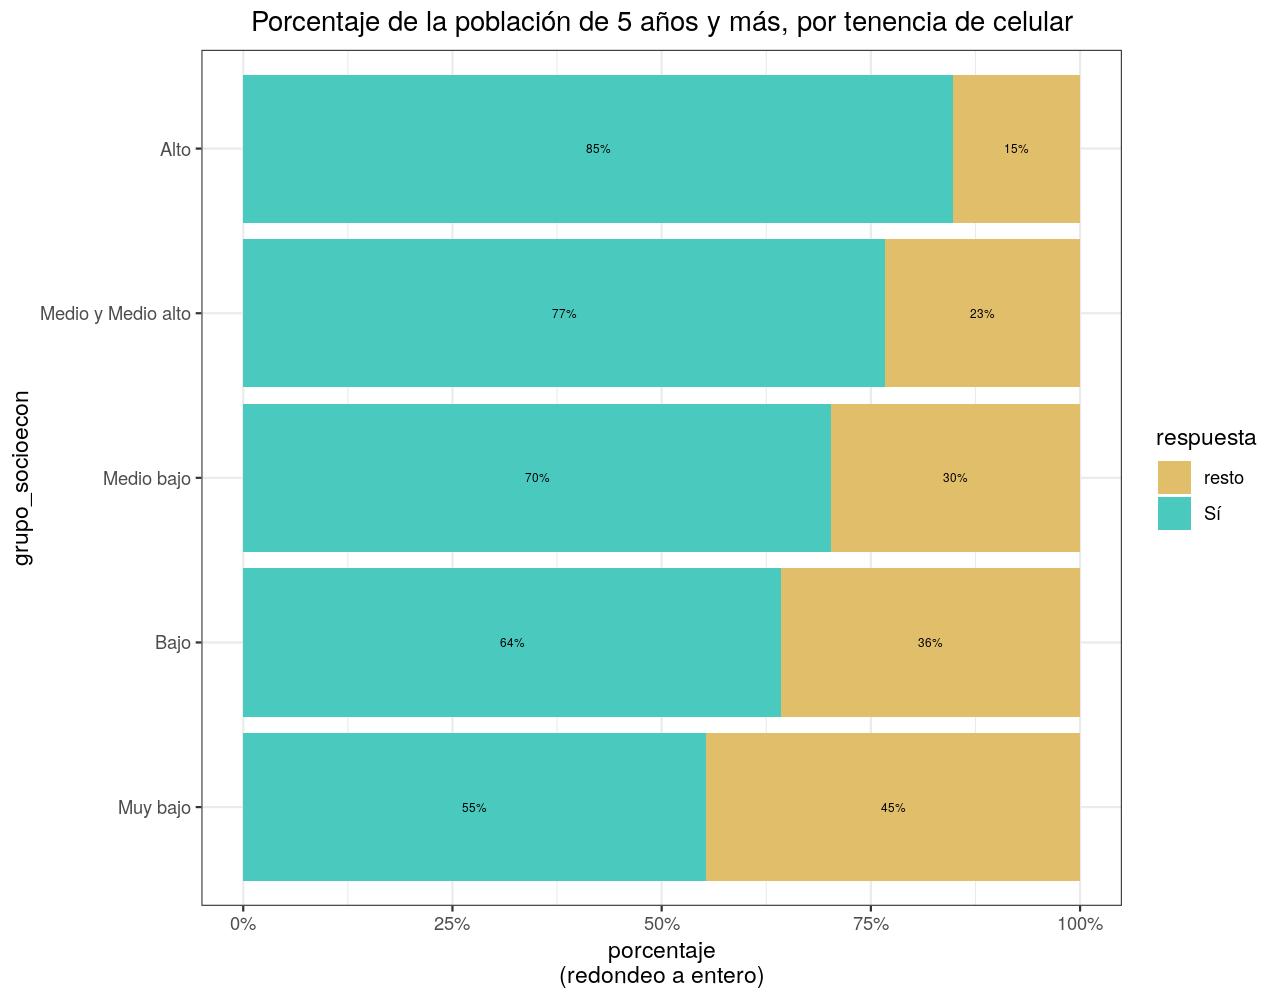 Porcentaje de la población de 5 años y más, por tenencia de celular
grupo_socioecon
Alto
85%
15%
Medio y Medio alto
77%
23%
Medio bajo
70%
30%
Bajo
64%
36%
Muy bajo
55%
45%
0%
25%
50%
75%
100%
porcentaje
(redondeo a entero)
respuesta
resto
Sí